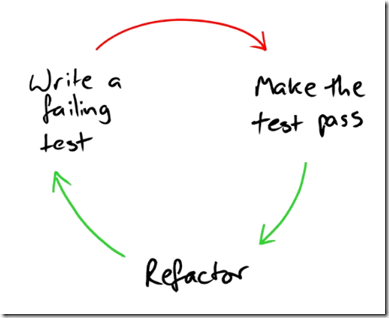 Write a
failing
test
Make the
test pass
Refactor